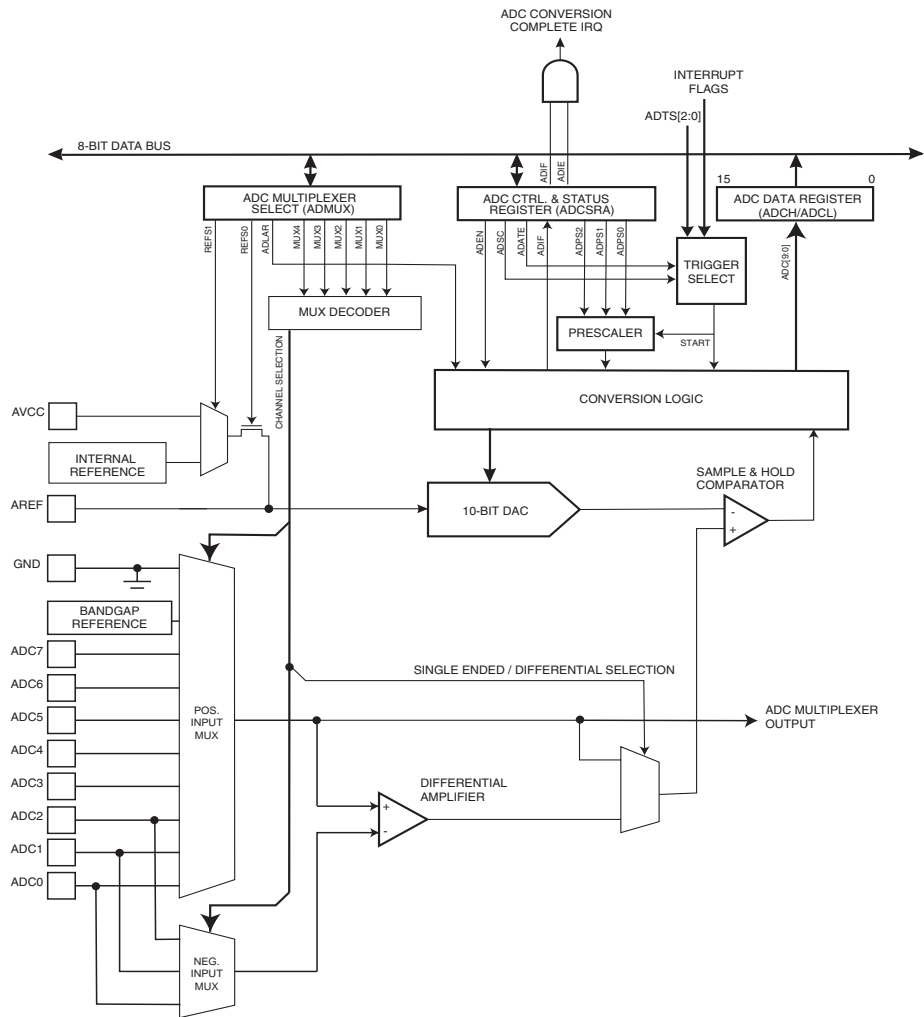 ADC CONVERSION
COMPLETE IRQ
INTERRUPT
FLAGS
ADTS[2:0]
8-BIT DATA BUS
ADIF
ADIE
15
0
ADC MULTIPLEXER
SELECT (ADMUX)
ADC CTRL. & STATUS
REGISTER (ADCSRA)
ADC DATA REGISTER
(ADCH/ADCL)
REFS1
REFS0
ADLAR
MUX4
MUX3
MUX2
MUX1
MUX0
ADEN
ADSC
ADATE
ADIF
ADPS2
ADPS1
ADPS0
ADC[9:0]
TRIGGER
SELECT
MUX DECODER
PRESCALER
START
CHANNEL SELECTION
CONVERSION LOGIC
AVCC
INTERNAL
REFERENCE
SAMPLE & HOLD
COMPARATOR
AREF
10-BIT DAC
-
+
GND
BANDGAP
REFERENCE
ADC7
SINGLE ENDED / DIFFERENTIAL SELECTION
ADC6
ADC5
POS.
INPUT
MUX
ADC MULTIPLEXER
OUTPUT
ADC4
ADC3
DIFFERENTIAL
AMPLIFIER
+
-
ADC2
ADC1
ADC0
NEG.
INPUT
MUX